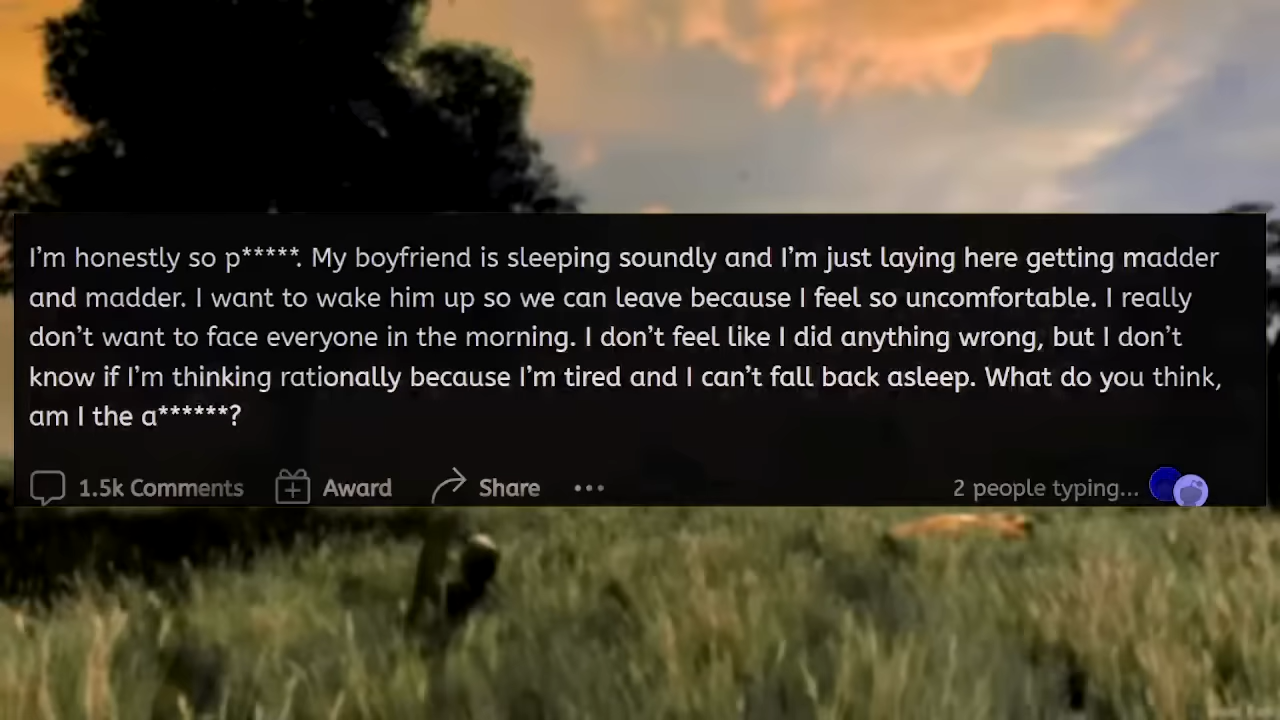 I’m honestly so p*****. My boyfriend is sleeping soundly and I’m just laying here getting madder
and madder. I want to wake him up so we can leave because I feel so uncomfortable. I really
don’t want to face everyone in the morning. I don’t feel like I did anything wrong, but I don’t
know if I’m thinking rationally because I’m tired and I can’t fall back asleep. What do you think,
am I the a******?
1.5k Comments Award Share ••• 2 people typing...